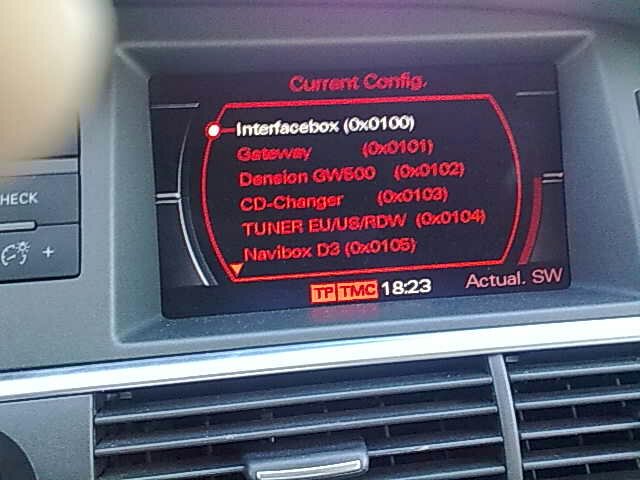 Current Config.
Interfacebox (0x0100)
Gateway (0x0101)
Dension GW500 (0x0102)
CD-Changer (0x0103)
TUNER EU/US/RDW (0x0104)
Navibox D3 (0x0105)
TP TMC 18:23
Actual. SW
HECK
+